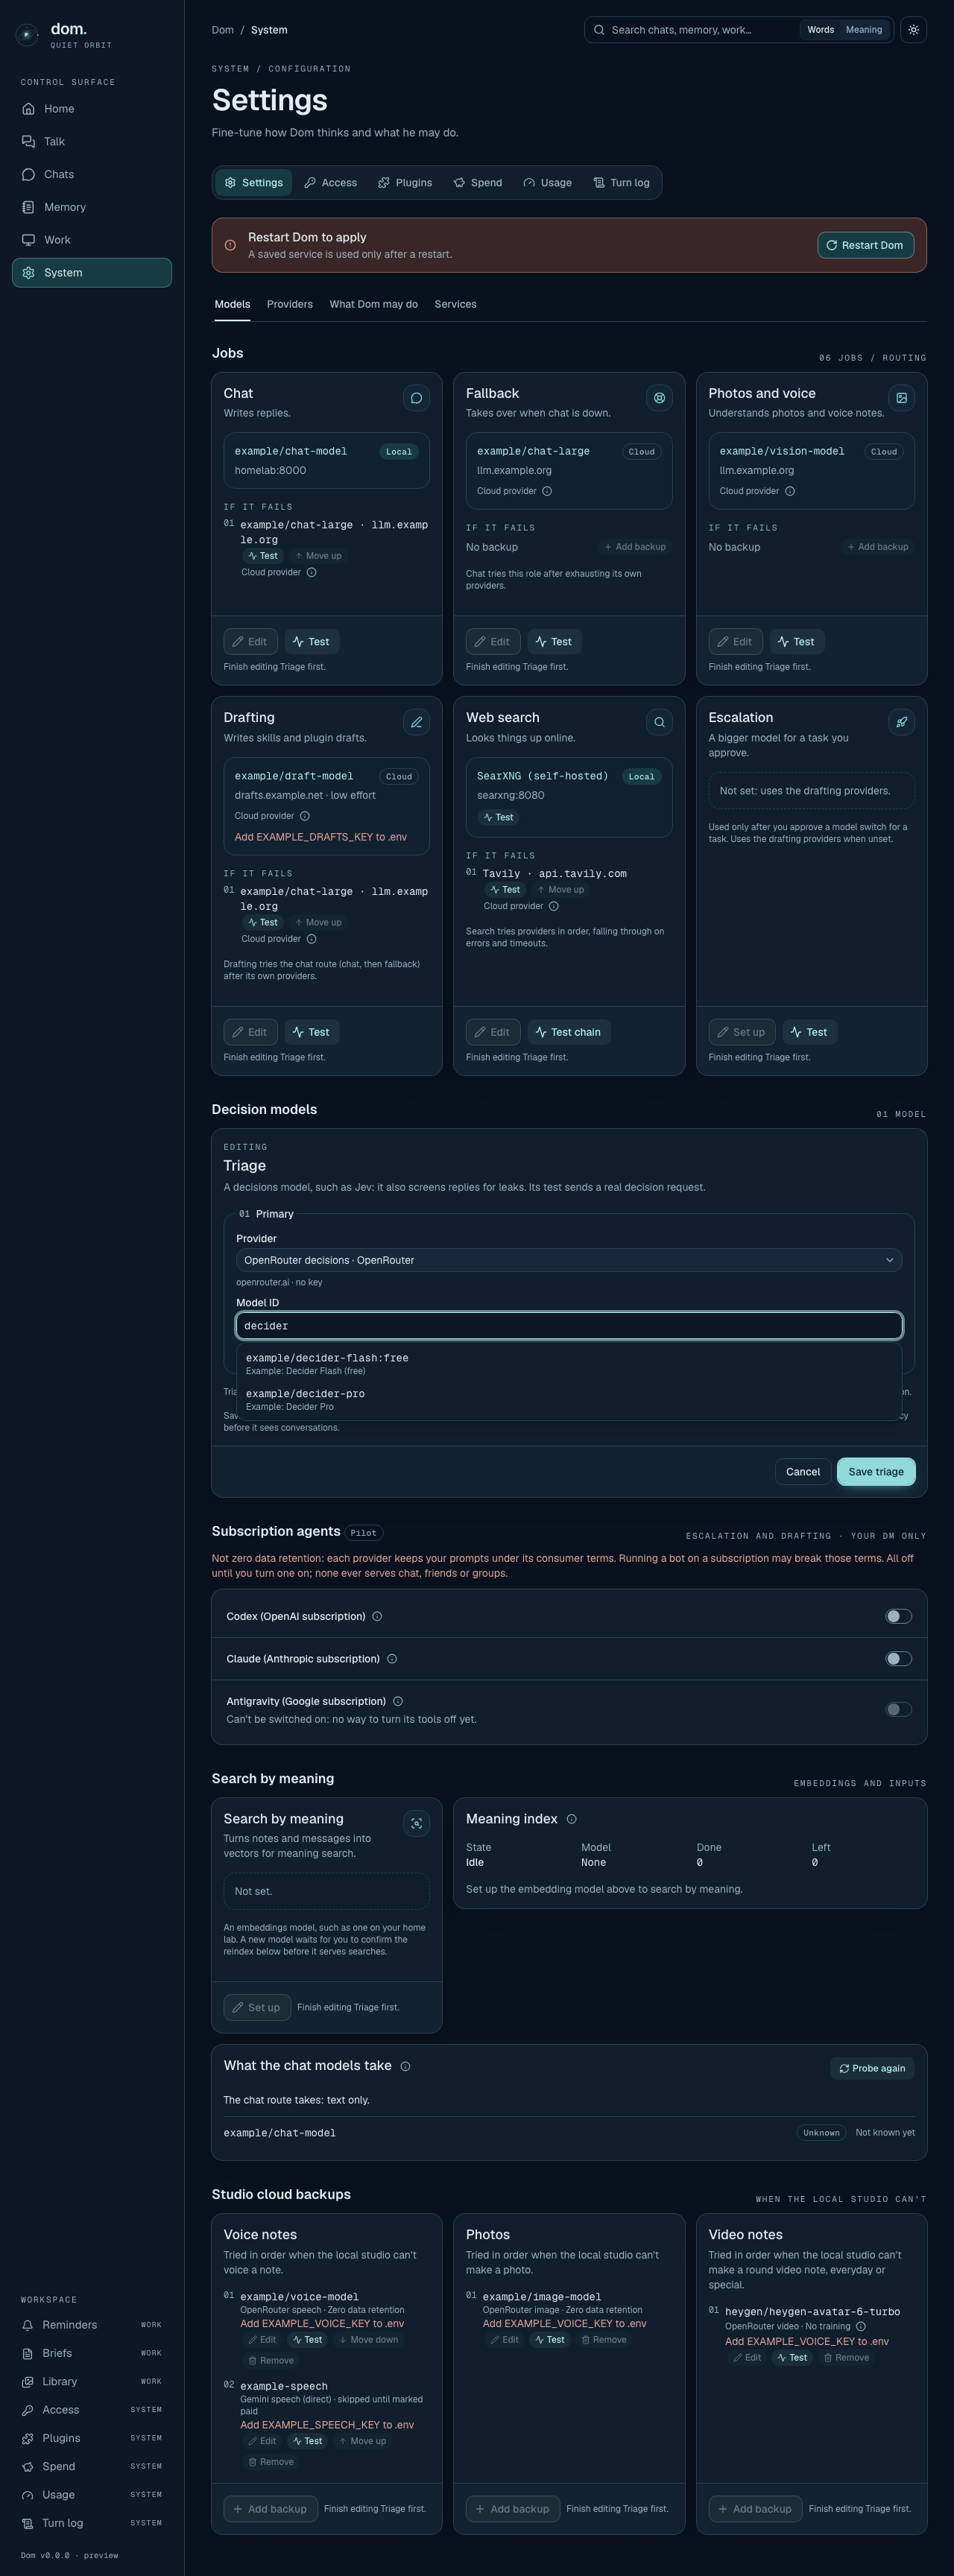 dom.
QUIET ORBIT
CONTROL SURFACE
Home
Talk
Chats
Memory
Work
System
Dom / System
Search chats, memory, work...
Words
Meaning
SYSTEM / CONFIGURATION
Settings
Fine-tune how Dom thinks and what he may do.
Settings
Access
Plugins
Spend
Usage
Turn log
Restart Dom to apply
A saved service is used only after a restart.
Restart Dom
Models
Providers
What Dom may do
Services
Jobs
06 JOBS / ROUTING
Chat
Writes replies.
example/chat-model
Local
homelab:8000
IF IT FAILS
01 example/chat-large · llm.examp
le.org
Test
Move up
Cloud provider
Edit
Test
Finish editing Triage first.
Fallback
Takes over when chat is down.
example/chat-large
Cloud
llm.example.org
Cloud provider
IF IT FAILS
No backup
Add backup
Chat tries this role after exhausting its own
providers.
Edit
Test
Finish editing Triage first.
Photos and voice
Understands photos and voice notes.
example/vision-model
Cloud
llm.example.org
Cloud provider
IF IT FAILS
No backup
Add backup
Edit
Test
Finish editing Triage first.
Drafting
Writes skills and plugin drafts.
example/draft-model
Cloud
drafts.example.net · low effort
Cloud provider
Add EXAMPLE_DRAFTS_KEY to .env
IF IT FAILS
01 example/chat-large · llm.examp
le.org
Test
Move up
Cloud provider
Drafting tries the chat route (chat, then fallback)
after its own providers.
Edit
Test
Finish editing Triage first.
Web search
Looks things up online.
SearXNG (self-hosted)
Local
searxng:8080
Test
IF IT FAILS
01 Tavily · api.tavily.com
Test
Move up
Cloud provider
Search tries providers in order, falling through on
errors and timeouts.
Edit
Test chain
Finish editing Triage first.
Escalation
A bigger model for a task you
approve.
Not set: uses the drafting providers.
Used only after you approve a model switch for a
task. Uses the drafting providers when unset.
Set up
Test
Finish editing Triage first.
Decision models
01 MODEL
EDITING
Triage
A decisions model, such as Jev: it also screens replies for leaks. Its test sends a real decision request.
01 Primary
Provider
OpenRouter decisions · OpenRouter
openrouter.ai · no key
Model ID
decider
example/decider-flash:free
Example: Decider Flash (free)
example/decider-pro
Example: Decider Pro
before it sees conversations.
Cancel
Save triage
Subscription agents
Pilot
ESCALATION AND DRAFTING · YOUR DM ONLY
Not zero data retention: each provider keeps your prompts under its consumer terms. Running a bot on a subscription may break those terms. All off
until you turn one on; none ever serves chat, friends or groups.
Codex (OpenAI subscription)
Claude (Anthropic subscription)
Antigravity (Google subscription)
Can't be switched on: no way to turn its tools off yet.
Search by meaning
EMBEDDINGS AND INPUTS
Search by meaning
Turns notes and messages into
vectors for meaning search.
Not set.
An embeddings model, such as one on your home
lab. A new model waits for you to confirm the
reindex below before it serves searches.
Set up
Finish editing Triage first.
Meaning index
State
Model
Done
Left
Idle
None
0
0
Set up the embedding model above to search by meaning.
What the chat models take
Probe again
The chat route takes: text only.
example/chat-model
Unknown
Not known yet
Studio cloud backups
WHEN THE LOCAL STUDIO CAN'T
Voice notes
Tried in order when the local studio can't
voice a note.
01 example/voice-model
OpenRouter speech · Zero data retention
Add EXAMPLE_VOICE_KEY to .env
Edit
Test
Move down
Remove
02 example-speech
Gemini speech (direct) · skipped until marked
paid
Add EXAMPLE_SPEECH_KEY to .env
Edit
Test
Move up
Remove
Add backup
Finish editing Triage first.
Photos
Tried in order when the local studio can't
make a photo.
01 example/image-model
OpenRouter image · Zero data retention
Add EXAMPLE_VOICE_KEY to .env
Edit
Test
Remove
Add backup
Finish editing Triage first.
Video notes
Tried in order when the local studio can't
make a round video note, everyday or
special.
01 heygen/heygen-avatar-6-turbo
OpenRouter video · No training
Add EXAMPLE_VOICE_KEY to .env
Edit
Test
Remove
Add backup
Finish editing Triage first.
WORKSPACE
Reminders WORK
Briefs WORK
Library WORK
Access SYSTEM
Plugins SYSTEM
Spend SYSTEM
Usage SYSTEM
Turn log SYSTEM
Dom v0.0.0 · preview